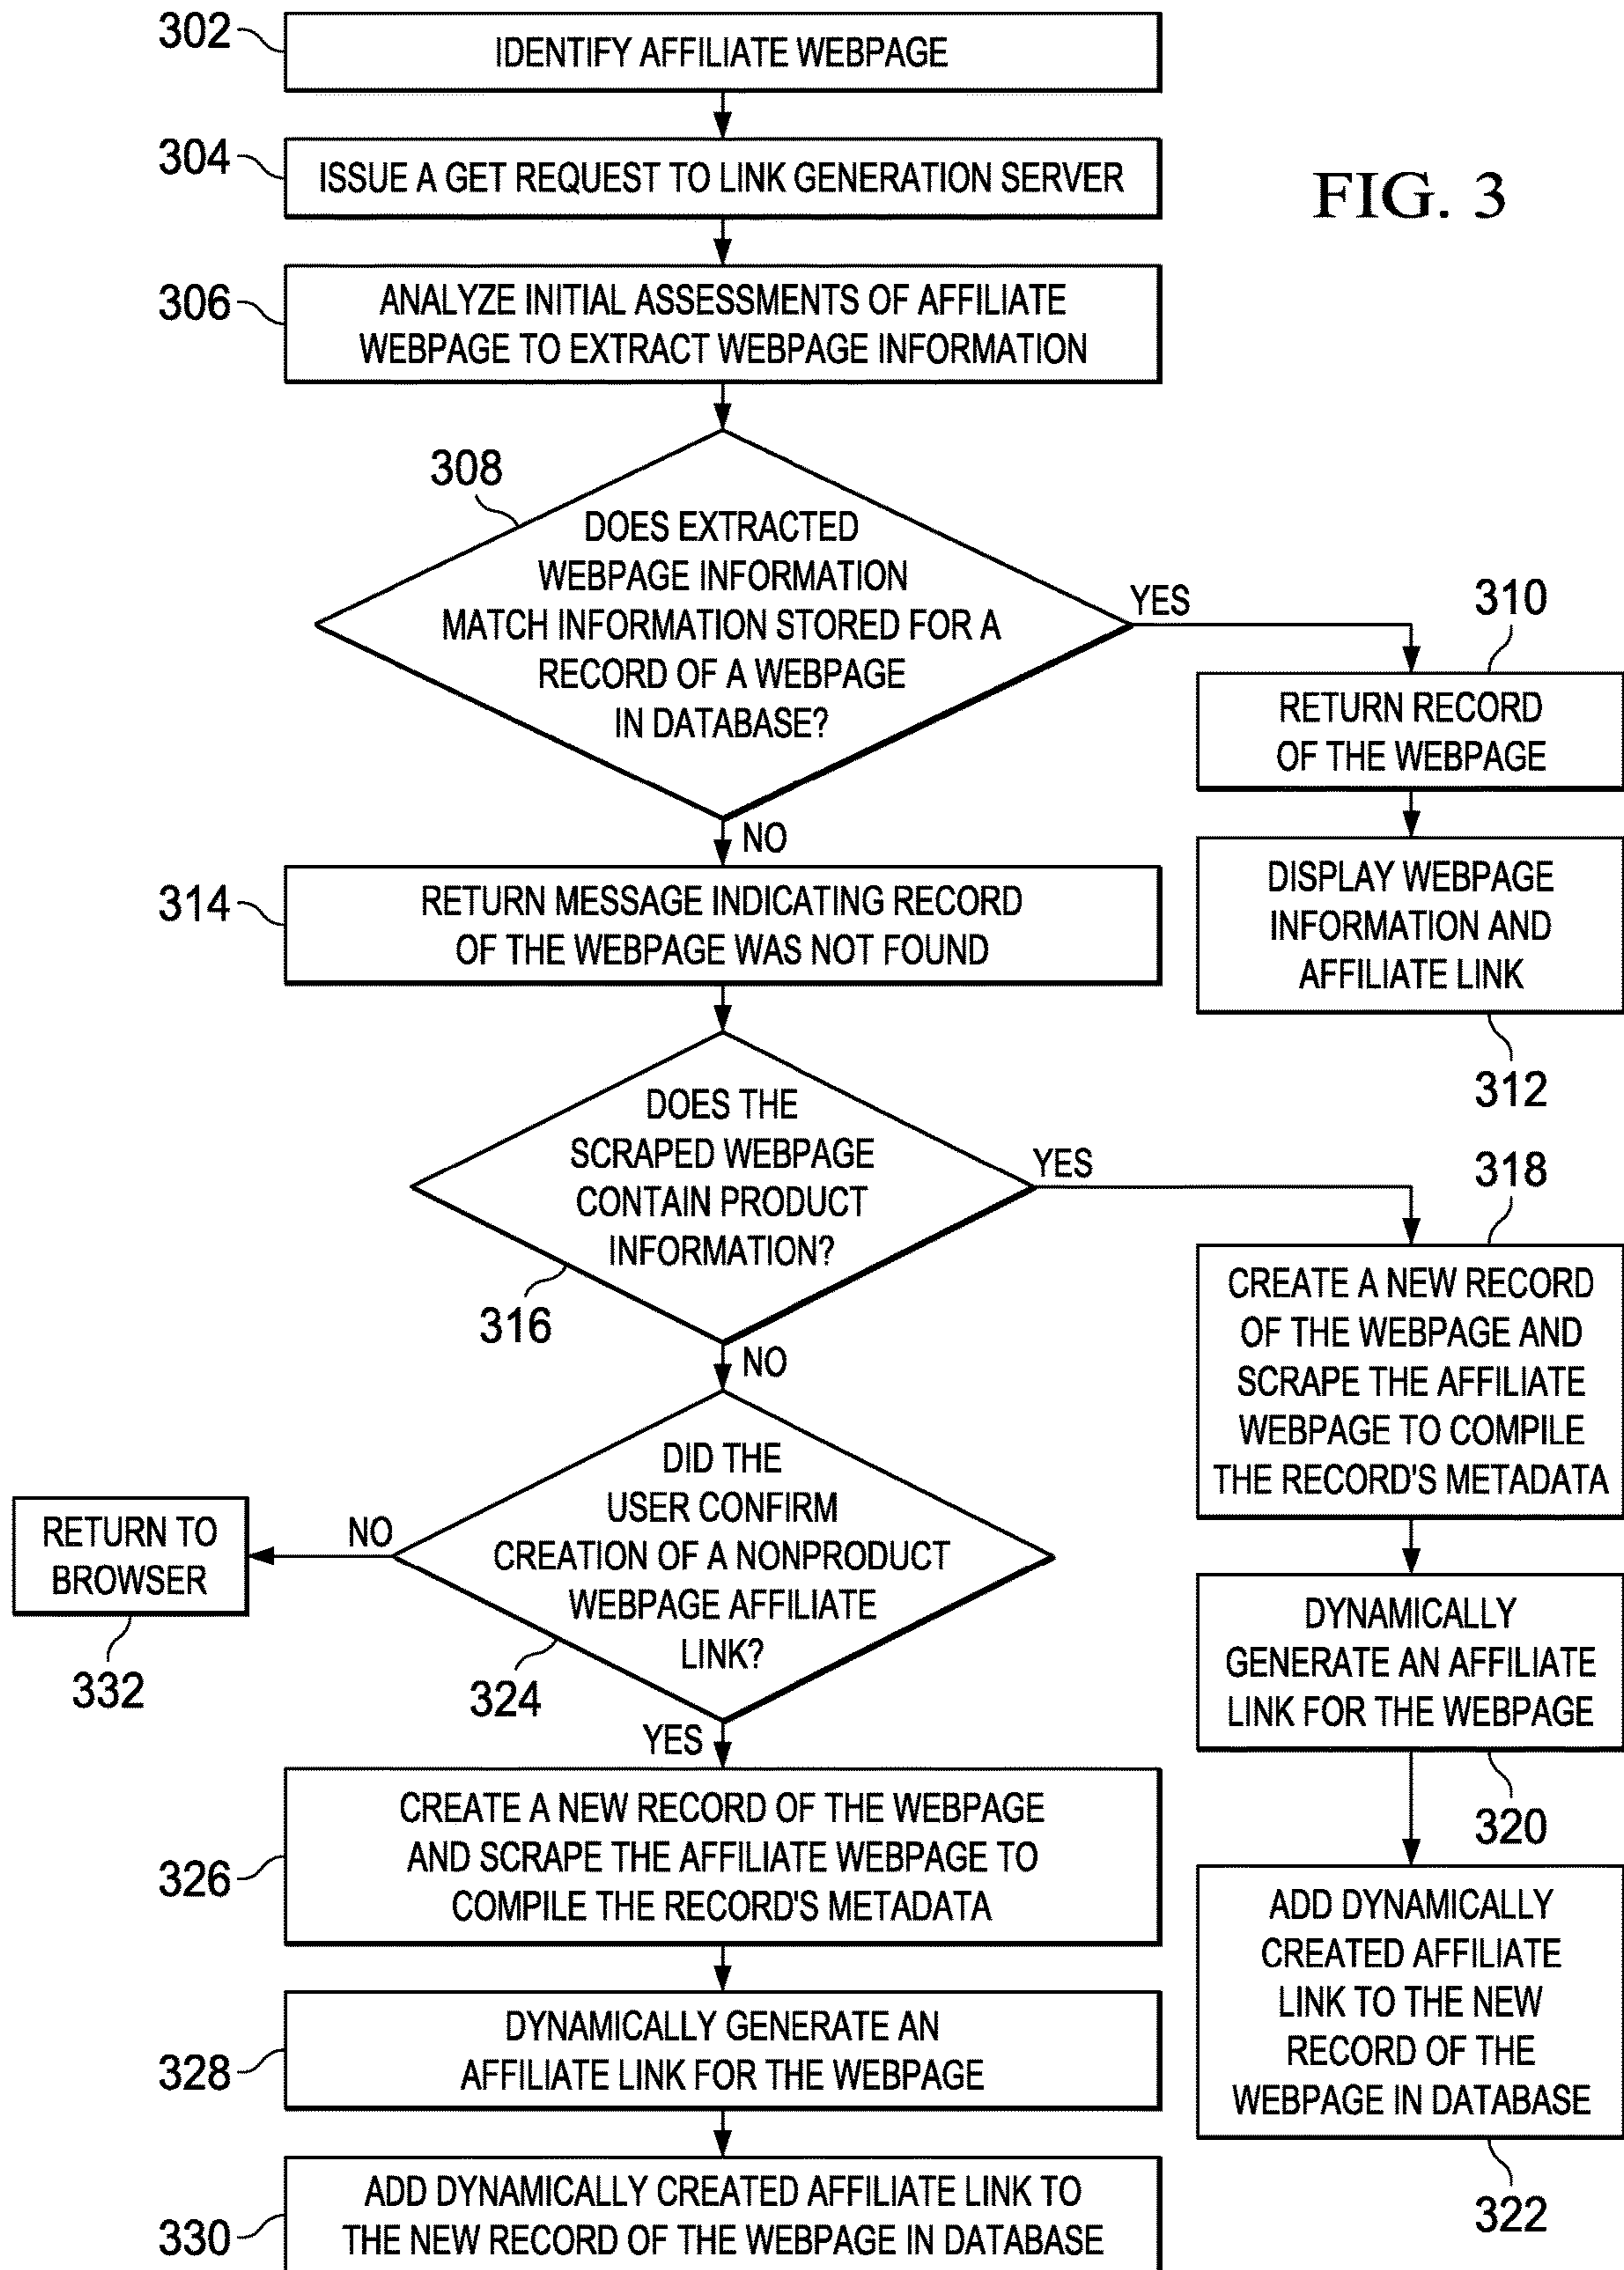 302
IDENTIFY AFFILIATE WEBPAGE
304
ISSUE A GET REQUEST TO LINK GENERATION SERVER
FIG. 3
306
ANALYZE INITIAL ASSESSMENTS OF AFFILIATE
WEBPAGE TO EXTRACT WEBPAGE INFORMATION
308
DOES EXTRACTED
WEBPAGE INFORMATION
MATCH INFORMATION STORED FOR A
RECORD OF A WEBPAGE
IN DATABASE?
YES
310
RETURN RECORD
OF THE WEBPAGE
DISPLAY WEBPAGE
INFORMATION AND
AFFILIATE LINK
312
NO
314
RETURN MESSAGE INDICATING RECORD
OF THE WEBPAGE WAS NOT FOUND
DOES THE
SCRAPED WEBPAGE
CONTAIN PRODUCT
INFORMATION?
316
YES
318
CREATE A NEW RECORD
OF THE WEBPAGE AND
SCRAPE THE AFFILIATE
WEBPAGE TO COMPILE
THE RECORD'S METADATA
DYNAMICALLY
GENERATE AN AFFILIATE
LINK FOR THE WEBPAGE
320
ADD DYNAMICALLY
CREATED AFFILIATE
LINK TO THE NEW
RECORD OF THE
WEBPAGE IN DATABASE
322
NO
DID THE
USER CONFIRM
CREATION OF A NONPRODUCT
WEBPAGE AFFILIATE
LINK?
324
NO
RETURN TO
BROWSER
332
YES
326
CREATE A NEW RECORD OF THE WEBPAGE
AND SCRAPE THE AFFILIATE WEBPAGE TO
COMPILE THE RECORD'S METADATA
328
DYNAMICALLY GENERATE AN
AFFILIATE LINK FOR THE WEBPAGE
330
ADD DYNAMICALLY CREATED AFFILIATE LINK TO
THE NEW RECORD OF THE WEBPAGE IN DATABASE